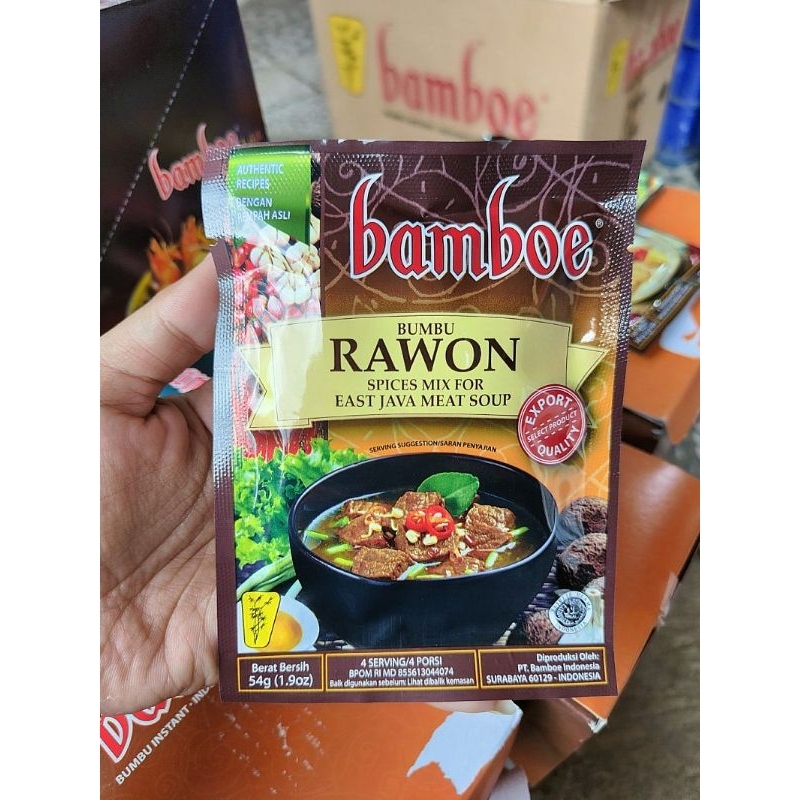 bamboe
bamboe
AUTHENTIC
RECIPES
DENGAN
REMPAH ASLI
bamboe®
BUMBU
RAWON
SPICES MIX FOR
EAST JAVA MEAT SOUP
EXPORT
SELECT PRODUCT
QUALITY
SERVING SUGGESTION/SARAN PENYAJIAN
Berat Bersih
54g (1.9oz)
4 SERVING/4 PORSI
BPOM RI MD 855613044074
Baik digunakan sebelum: Lihat dibalik kemasan
Diproduksi Oleh:
PT. Bamboe Indonesia
SURABAYA 60129 - INDONESIA
BUMBU INSTANT